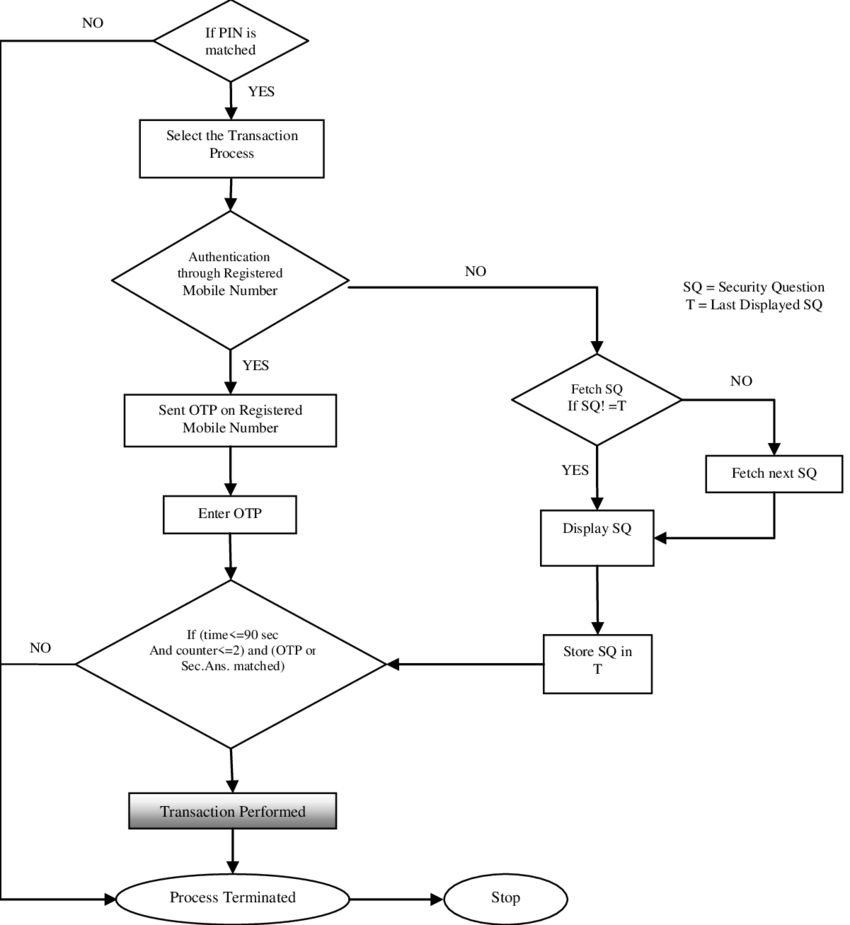 NO
If PIN is
matched
YES
Select the Transaction
Process
Authentication
through Registered
Mobile Number
NO
SQ = Security Question
T = Last Displayed SQ
YES
Fetch SQ
If SQ! =T
NO
Sent OTP on Registered
Mobile Number
YES
Fetch next SQ
Enter OTP
Display SQ
If (time<=90 sec
And counter<=2) and (OTP or
Sec.Ans. matched)
NO
Store SQ in
T
Transaction Performed
Process Terminated
Stop